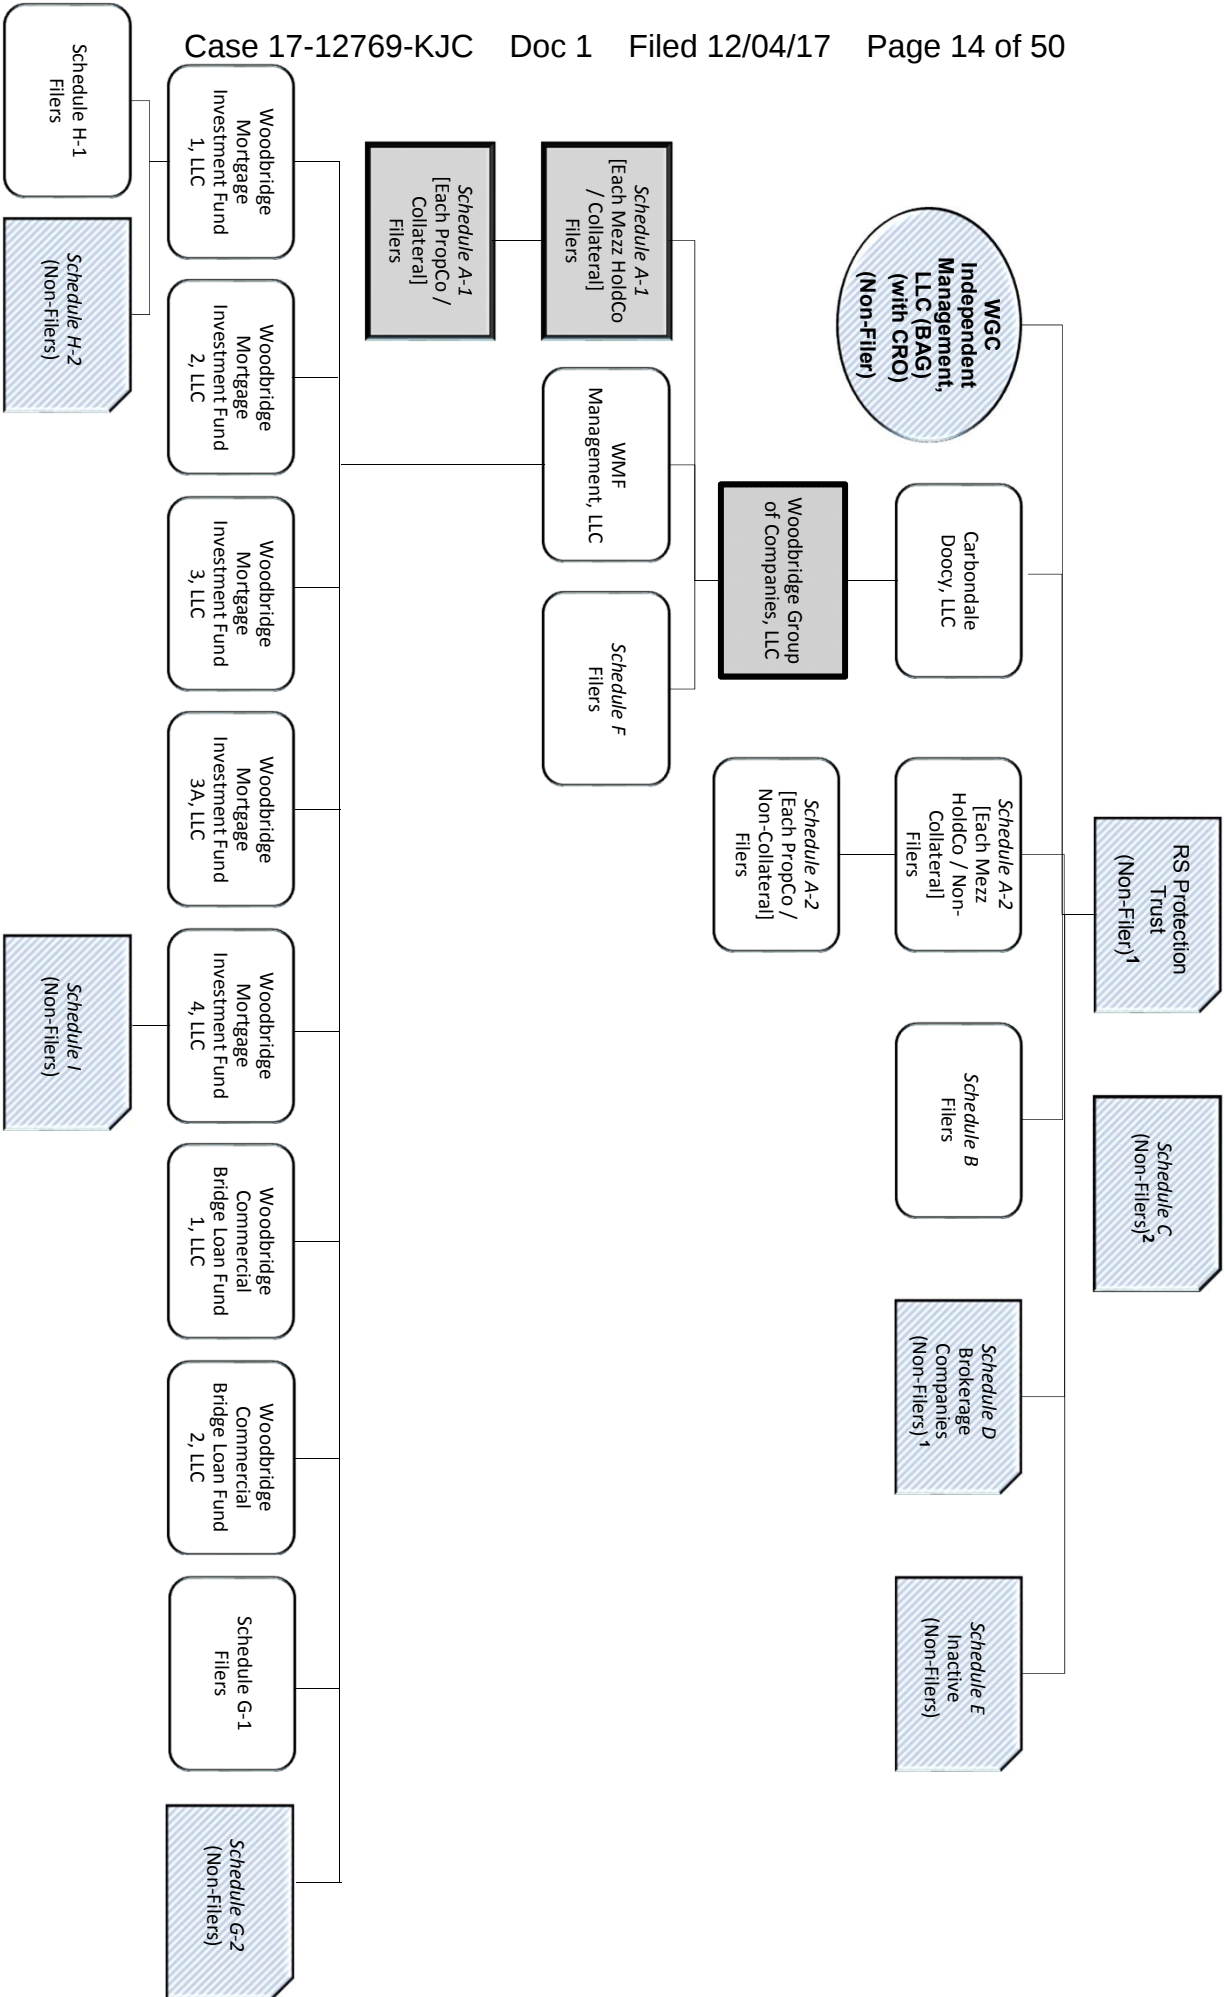 Case 17-12769-KJC Doc 1 Filed 12/04/17 Page 14 of 50
RS Protection
Trust
(Non-Filer)1
Schedule C
(Non-Filers)2
WGC
Independent
Management,
LLC (BAG)
(with CRO)
(Non-Filer)
Carbondale
Doocy, LLC
Schedule A-2
[Each Mezz
HoldCo / Non-
Collateral]
Filers
Schedule B
Filers
Schedule D
Brokerage
Companies
(Non-Filers)1
Schedule E
Inactive
(Non-Filers)
Woodbridge Group
of Companies, LLC
Schedule A-2
[Each PropCo /
Non-Collateral]
Filers
Schedule A-1
[Each Mezz HoldCo
/ Collateral]
Filers
WMF
Management, LLC
Schedule F
Filers
Schedule A-1
[Each PropCo /
Collateral]
Filers
Woodbridge
Mortgage
Investment Fund
1, LLC
Woodbridge
Mortgage
Investment Fund
2, LLC
Woodbridge
Mortgage
Investment Fund
3, LLC
Woodbridge
Mortgage
Investment Fund
3A, LLC
Woodbridge
Mortgage
Investment Fund
4, LLC
Woodbridge
Commercial
Bridge Loan Fund
1, LLC
Woodbridge
Commercial
Bridge Loan Fund
2, LLC
Schedule G-1
Filers
Schedule G-2
(Non-Filers)
Schedule H-1
Filers
Schedule H-2
(Non-Filers)
Schedule I
(Non-Filers)